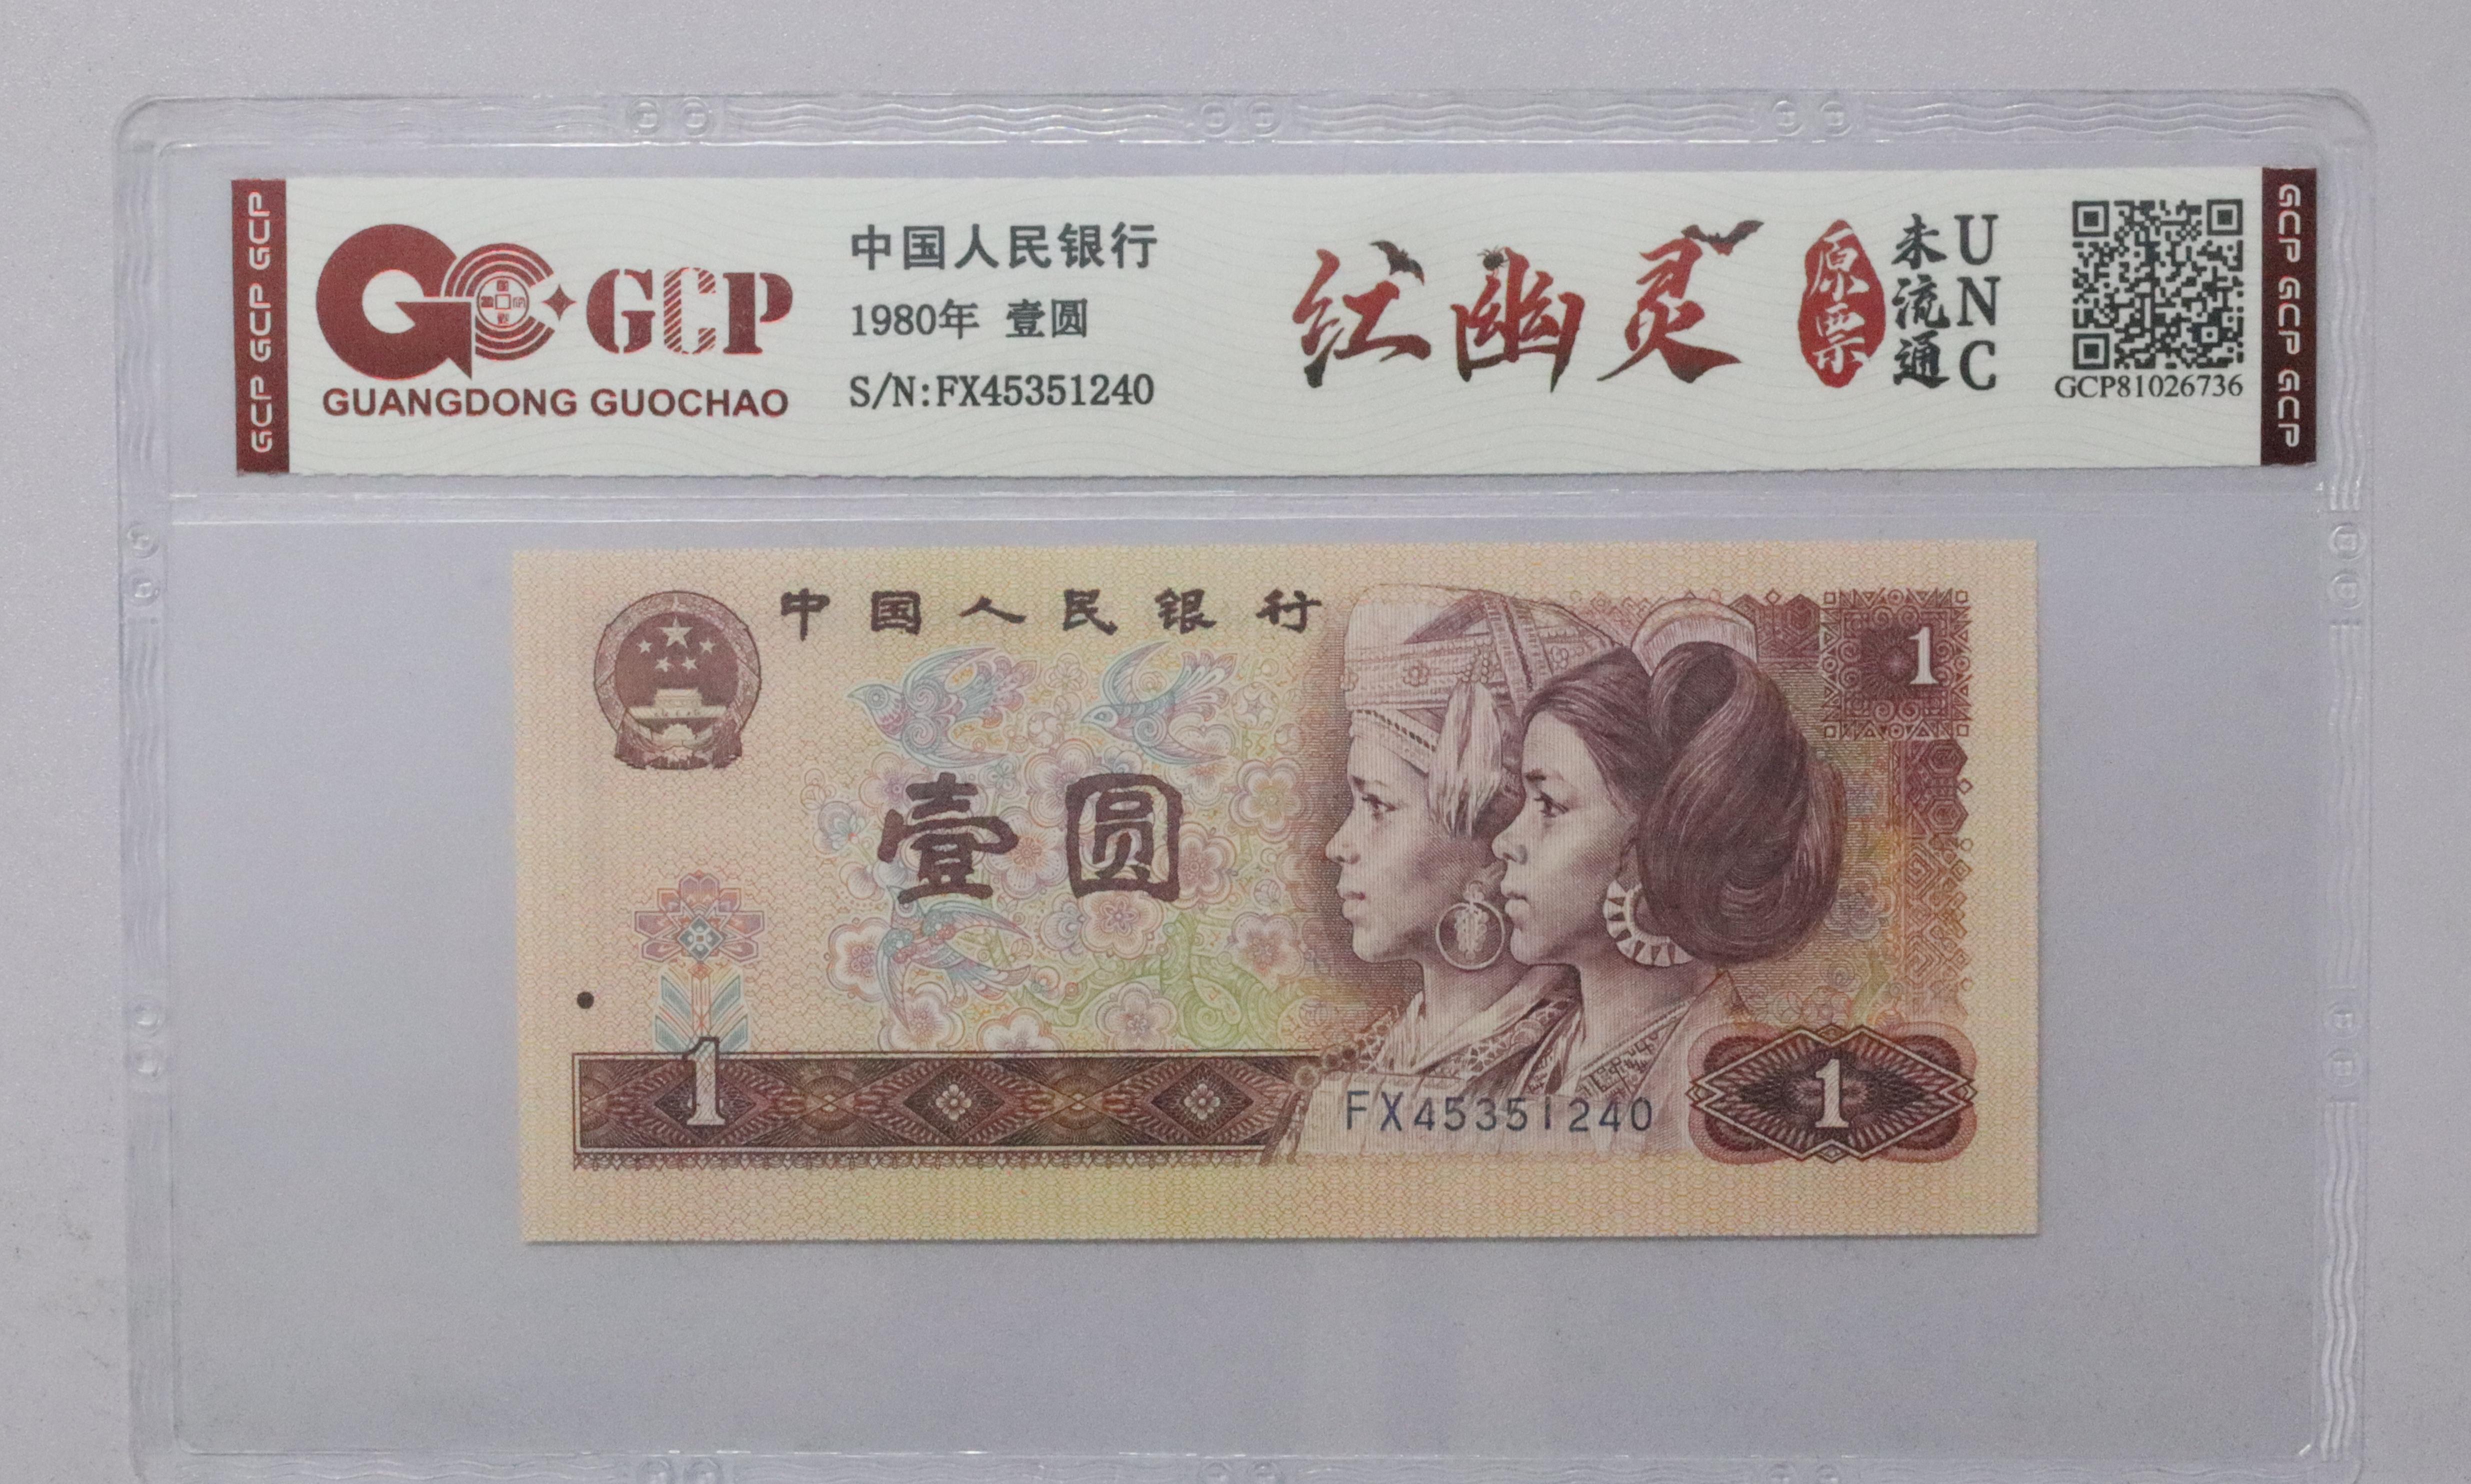 GCP GCP GCP
GCP
GUANGDONG GUOCHAO
中国人民银行
1980年 壹圆
S/N:FX45351240
红幽灵
原票
未流通
UNC
GCP81026736
GCP GCP GCP
中国人民银行
1
壹圆
1
FX45351240
1